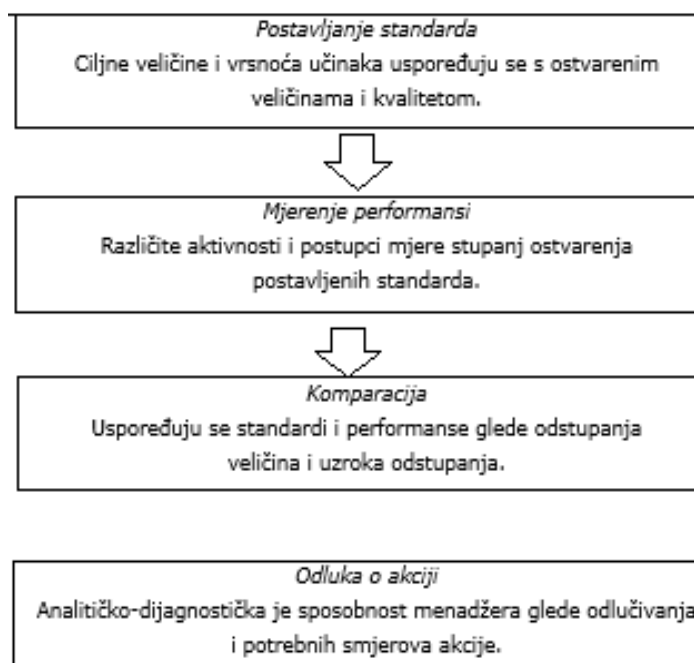 Postavljanje standarda
Ciljne veličine i vrsnoća učinaka uspoređuju se s ostvarenim
veličinama i kvalitetom.
Mjerenje performansi
Različite aktivnosti i postupci mjere stupanj ostvarenja
postavljenih standarda.
Komparacija
Uspoređuju se standardi i performanse glede odstupanja
veličina i uzroka odstupanja.
Odluka o akciji
Analitičko-dijagnostička je sposobnost menadžera glede odlučivanja
i potrebnih smjerova akcije.